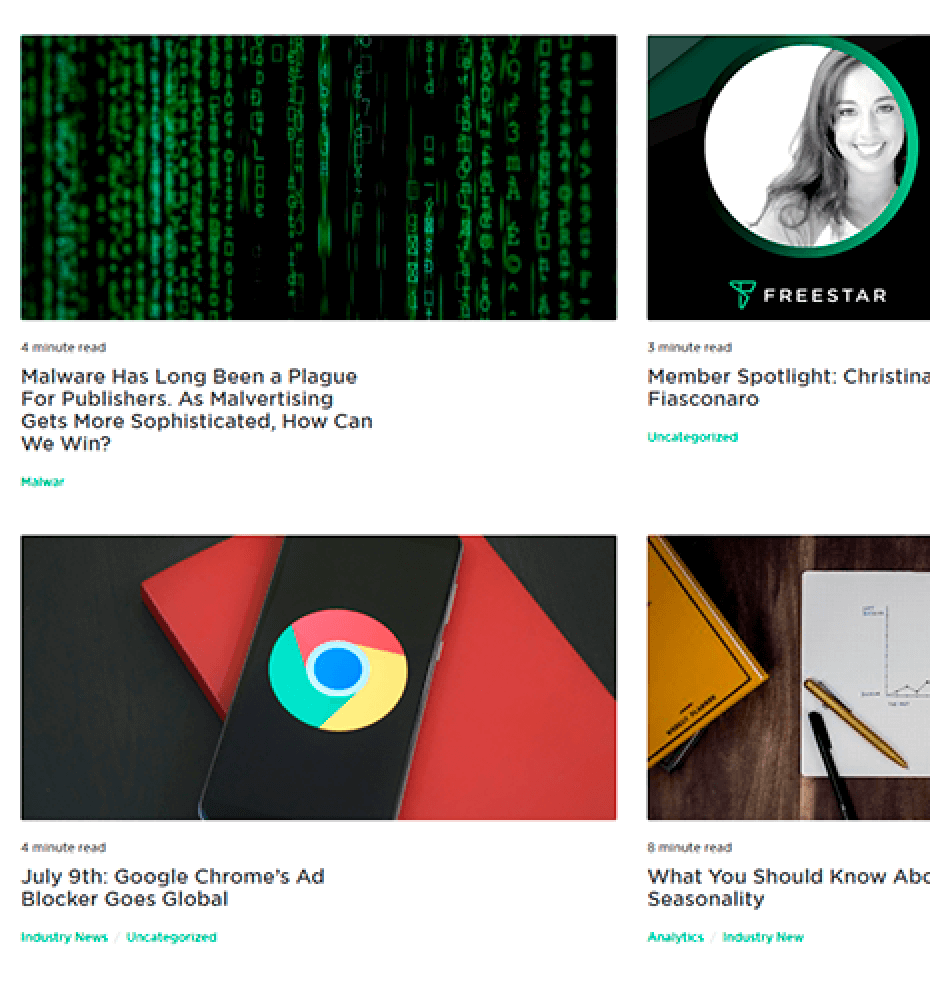 FREESTAR
4 minute read
Malware Has Long Been a Plague
For Publishers. As Malvertising
Gets More Sophisticated, How Can
We Win?
Malwar
3 minute read
Member Spotlight: Christina
Fiasconaro
Uncategorized
WEEKLY PLANNER
4 minute read
July 9th: Google Chrome's Ad
Blocker Goes Global
Industry News / Uncategorized
8 minute read
What You Should Know Abo
Seasonality
Analytics / Industry New